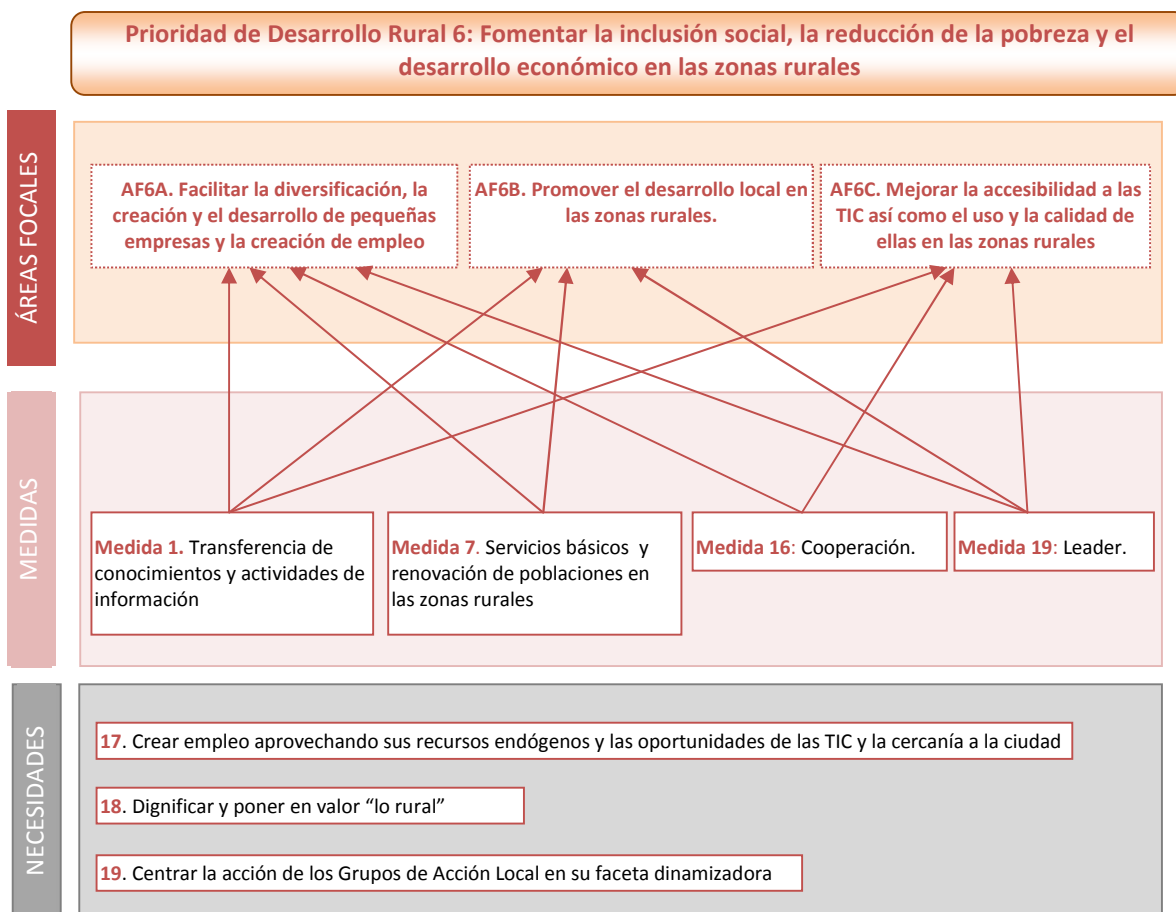 Prioridad de Desarrollo Rural 6: Fomentar la inclusión social, la reducción de la pobreza y el
desarrollo económico en las zonas rurales
ÁREAS FOCALES
AF6A. Facilitar la diversificación, la
creación y el desarrollo de pequeñas
empresas y la creación de empleo
AF6B. Promover el desarrollo local en
las zonas rurales.
AF6C. Mejorar la accesibilidad a las
TIC así como el uso y la calidad de
ellas en las zonas rurales
MEDIDAS
Medida 1. Transferencia de
conocimientos y actividades de
información
Medida 7. Servicios básicos y
renovación de poblaciones en
las zonas rurales
Medida 16: Cooperación.
Medida 19: Leader.
NECESIDADES
17. Crear empleo aprovechando sus recursos endógenos y las oportunidades de las TIC y la cercanía a la ciudad
18. Dignificar y poner en valor “lo rural”
19. Centrar la acción de los Grupos de Acción Local en su faceta dinamizadora